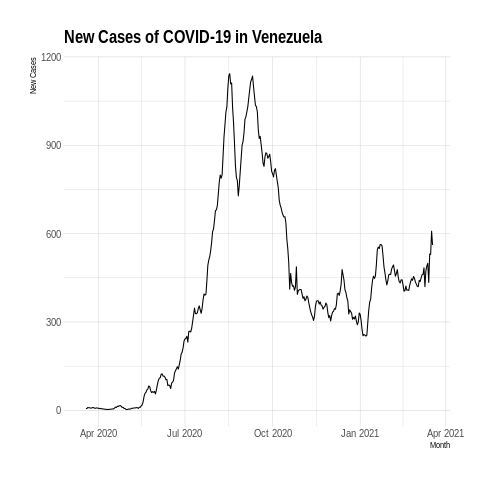 New Cases of COVID-19 in Venezuela
New Cases
1200
900
600
300
0
Apr 2020
Jul 2020
Oct 2020
Jan 2021
Apr 2021
Month